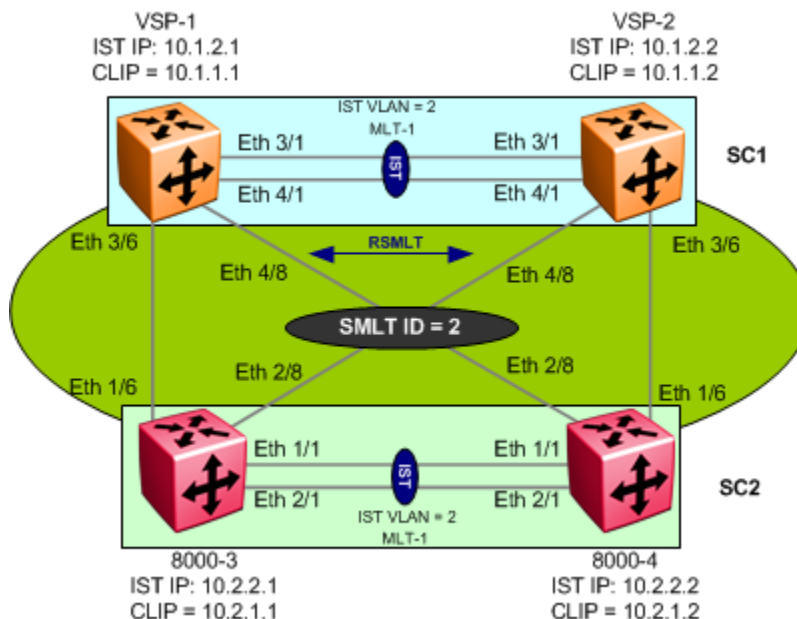 VSP-1
IST IP: 10.1.2.1
CLIP = 10.1.1.1
VSP-2
IST IP: 10.1.2.2
CLIP = 10.1.1.2
IST VLAN = 2
MLT-1
Eth 3/1
Eth 3/1
IST
Eth 4/1
Eth 4/1
SC1
Eth 3/6
Eth 3/6
RSMLT
Eth 4/8
Eth 4/8
SMLT ID = 2
Eth 2/8
Eth 2/8
Eth 1/6
Eth 1/6
Eth 1/1
Eth 1/1
IST
Eth 2/1
Eth 2/1
SC2
IST VLAN = 2
MLT-1
8000-3
IST IP: 10.2.2.1
CLIP = 10.2.1.1
8000-4
IST IP: 10.2.2.2
CLIP = 10.2.1.2